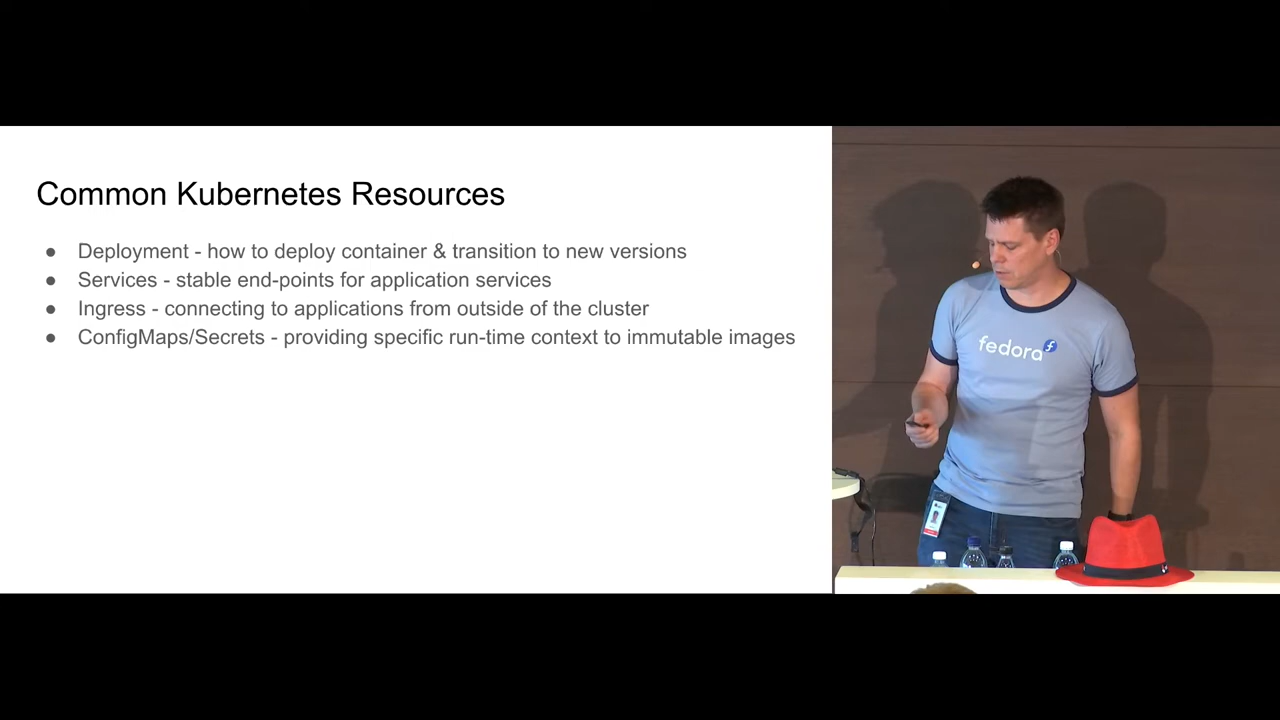 Common Kubernetes Resources
● Deployment - how to deploy container & transition to new versions
● Services - stable end-points for application services
● Ingress - connecting to applications from outside of the cluster
● ConfigMaps/Secrets - providing specific run-time context to immutable images
fedora